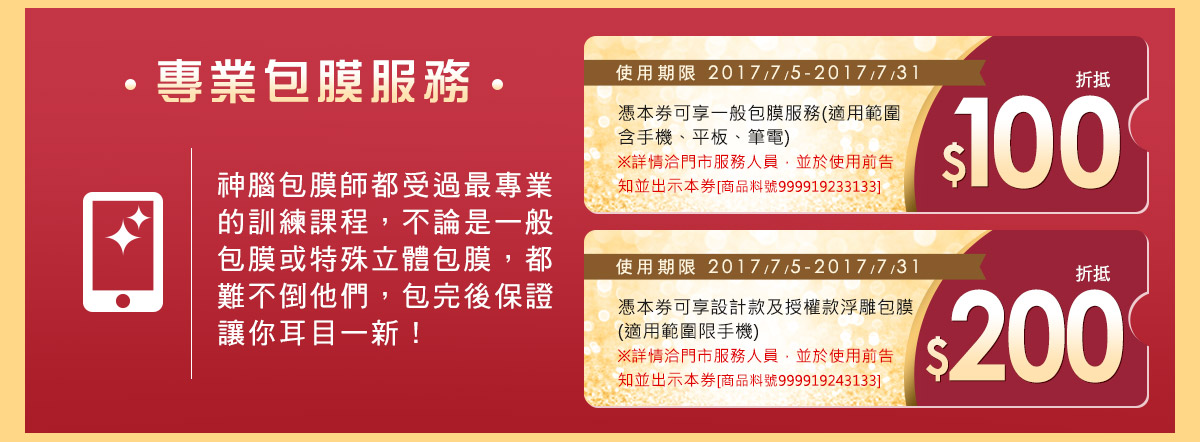 ·專業包膜服務·
神腦包膜師都受過最專業
的訓練課程，不論是一般
包膜或特殊立體包膜，都
難不倒他們，包完後保證
讓你耳目一新！
使用期限 2017/7/5-2017/7/31
憑本券可享一般包膜服務(適用範圍
含手機、平板、筆電)
※詳情洽門市服務人員．並於使用前告
知並出示本券[商品料號999919233133]
折抵
$100
使用期限 2017/7/5-2017/7/31
憑本券可享設計款及授權款浮雕包膜
(適用範圍限手機)
※詳情洽門市服務人員．並於使用前告
知並出示本券[商品料號999919243133]
折抵
$200